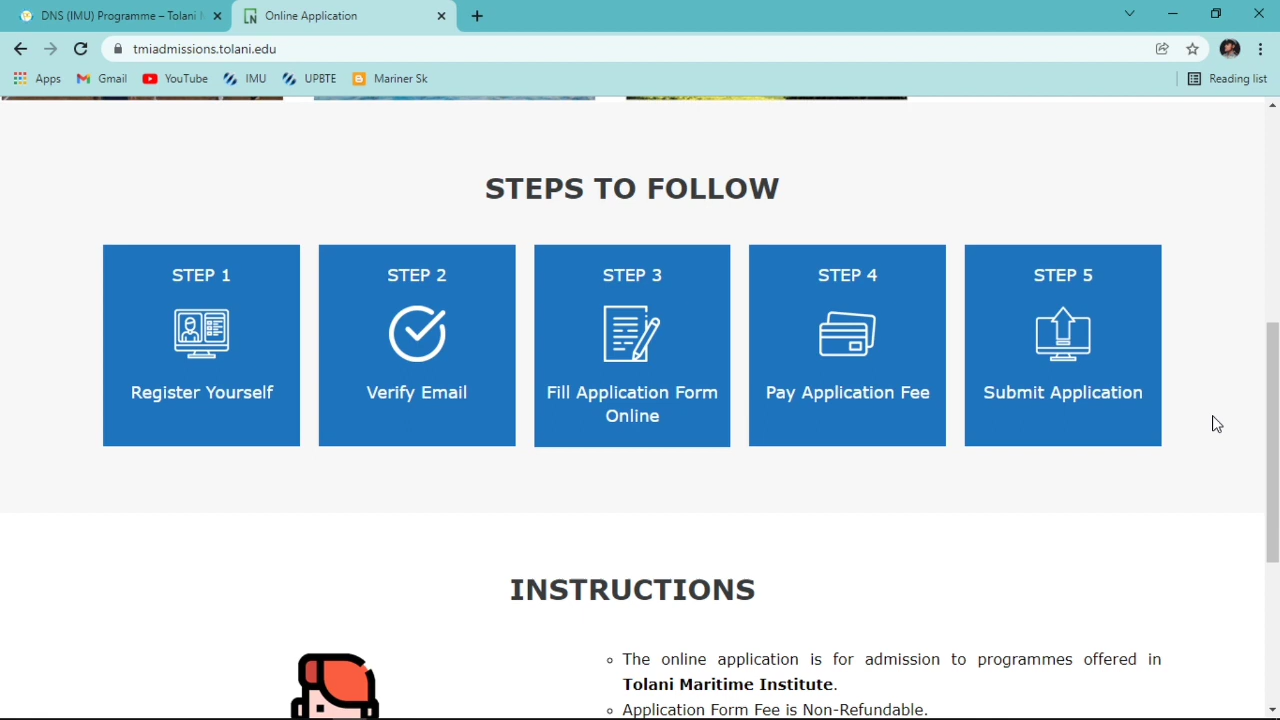 DNS (IMU) Programme – Tolani
Online Application
tmiadmissions.tolani.edu
Apps
Gmail
YouTube
IMU
UPBTE
Mariner Sk
Reading list
STEPS TO FOLLOW
STEP 1
Register Yourself
STEP 2
Verify Email
STEP 3
Fill Application Form
Online
STEP 4
Pay Application Fee
STEP 5
Submit Application
INSTRUCTIONS
The online application is for admission to programmes offered in
Tolani Maritime Institute.
Application Form Fee is Non-Refundable.